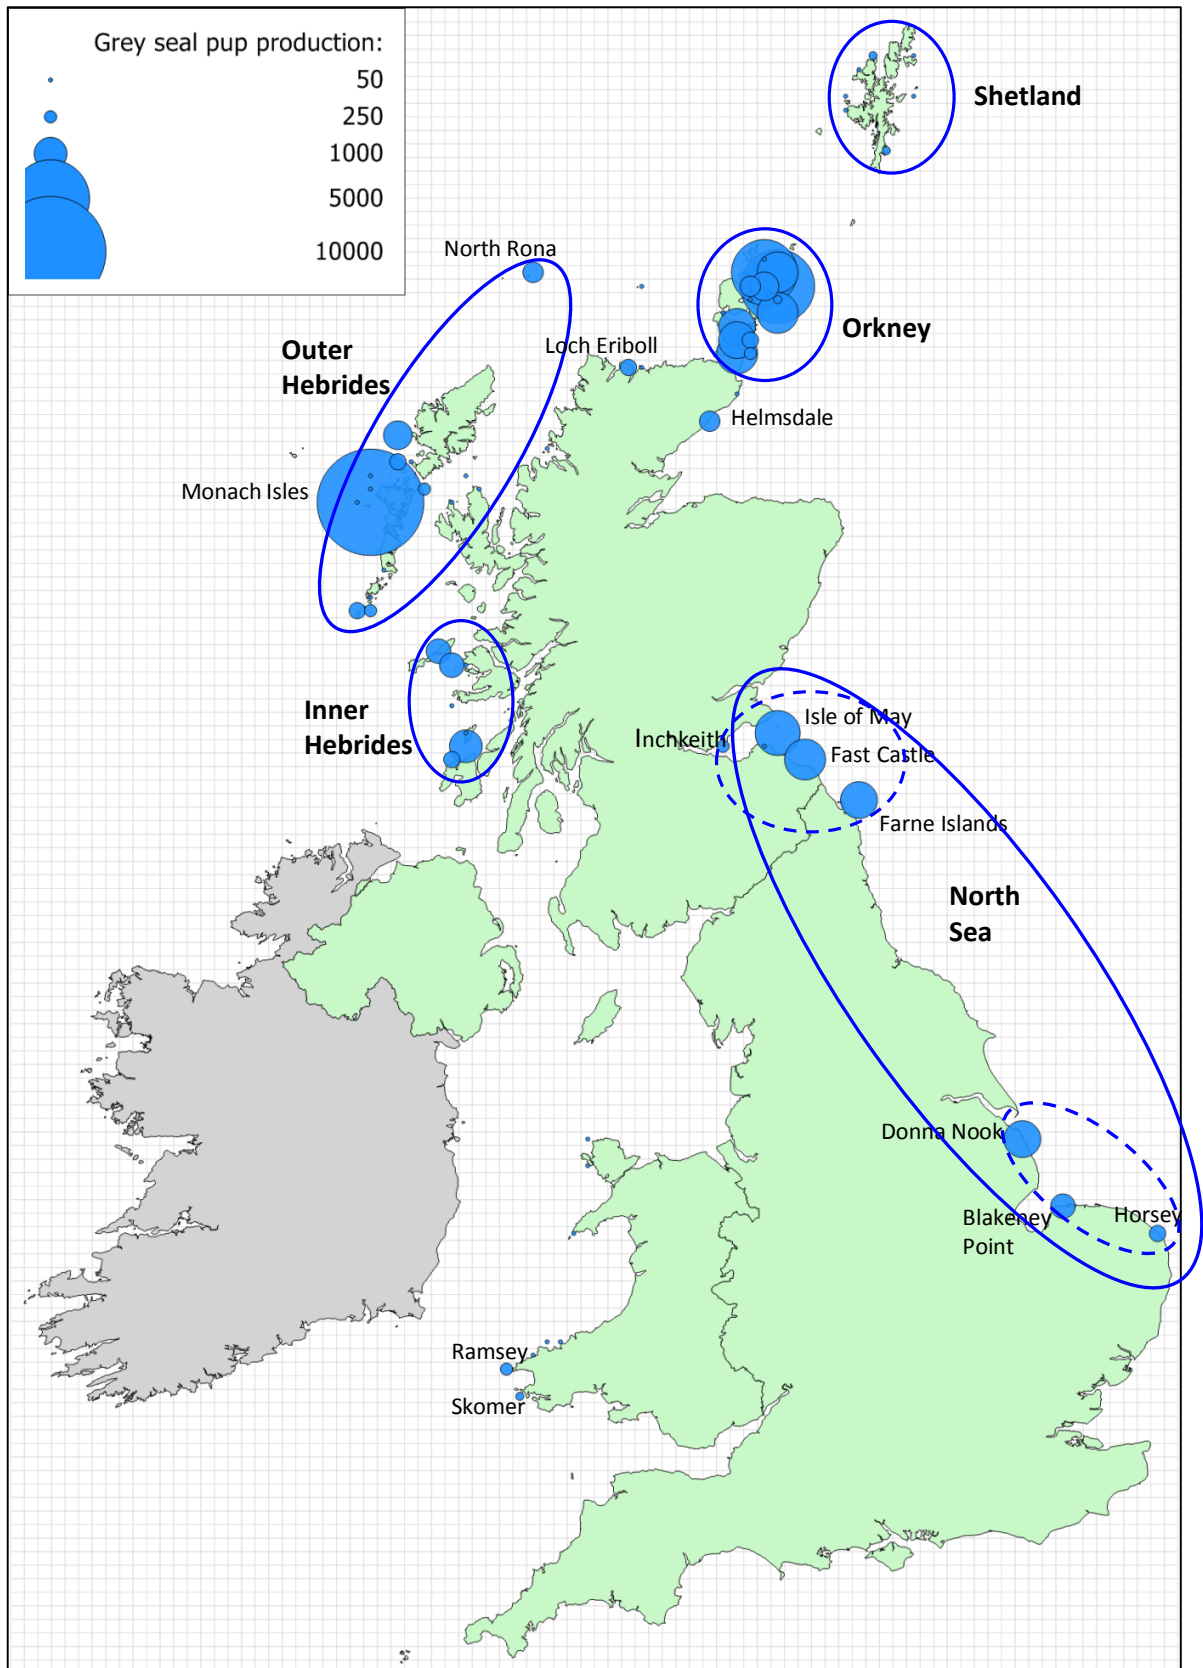 Grey seal pup production:
50
250
1000
5000
10000
Shetland
North Rona
Orkney
Outer
Hebrides
Loch Eriboll
Helmsdale
Monach Isles
Inner
Hebrides
Isle of May
Inchkeith
Fast Castle
Farne Islands
North
Sea
Donna Nook
Blakeney
Point
Horsey
Ramsey
Skomer